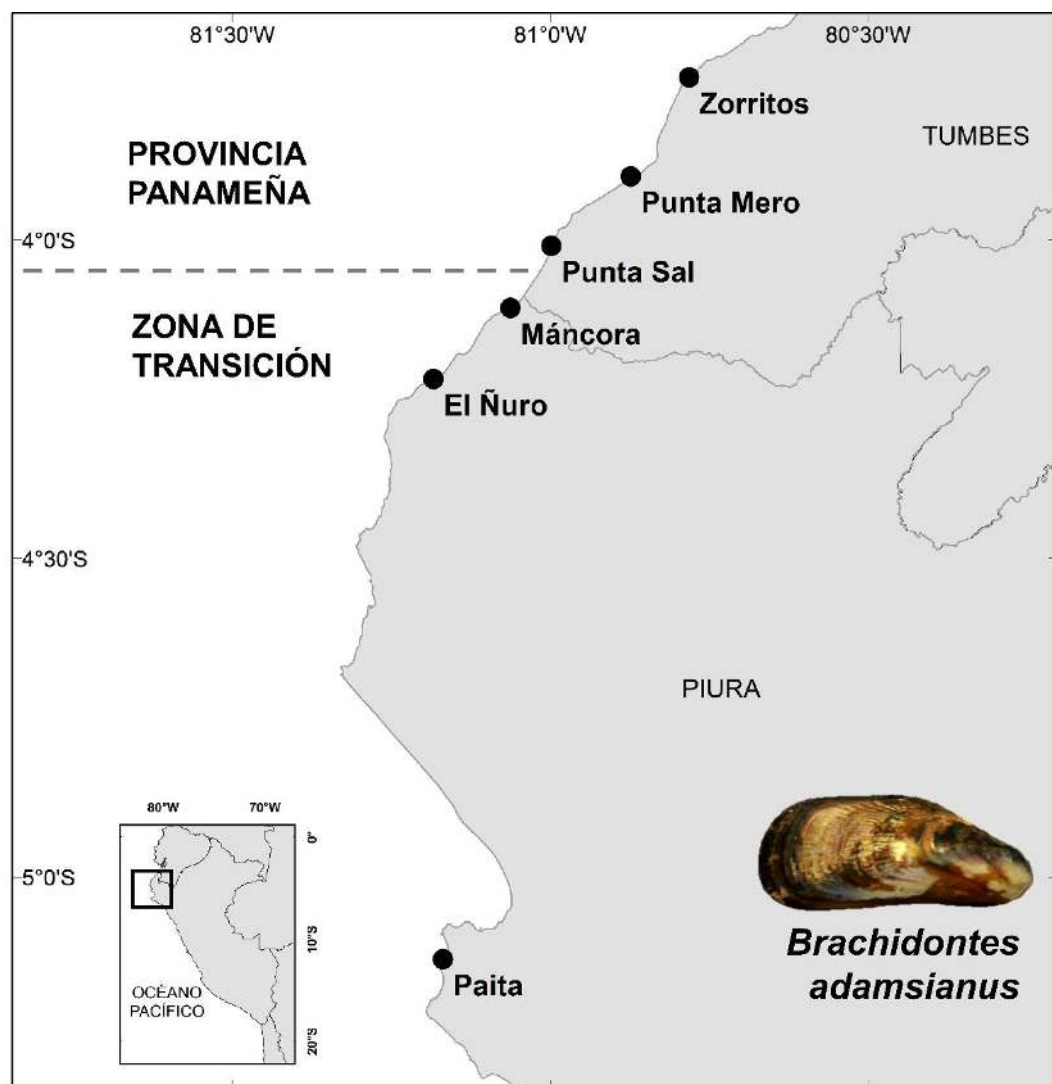 81°30'W
81°0'W
80°30'W
Zorritos
TUMBES
PROVINCIA
PANAMEÑA
Punta Mero
4°0'S
Punta Sal
ZONA DE
TRANSICIÓN
Máncora
El Ñuro
4°30'S
PIURA
80°W
70°W
0°
10°S
20°S
OCÉANO
PACÍFICO
5°0'S
Paita
Brachidontes
adamsianus